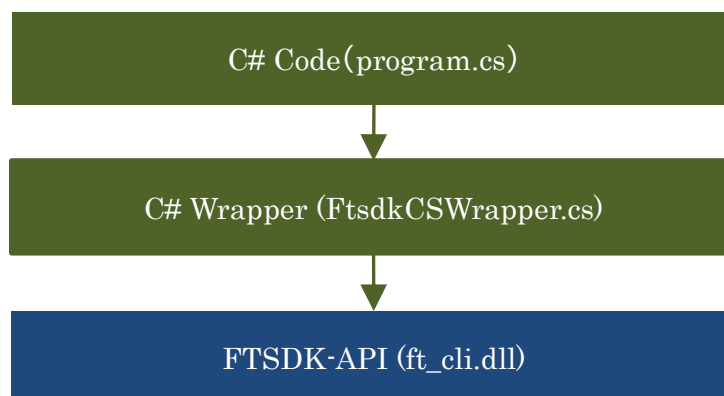 C# Code(program.cs)
C# Wrapper (FtsdkCSWrapper.cs)
FTSDK-API (ft_cli.dll)